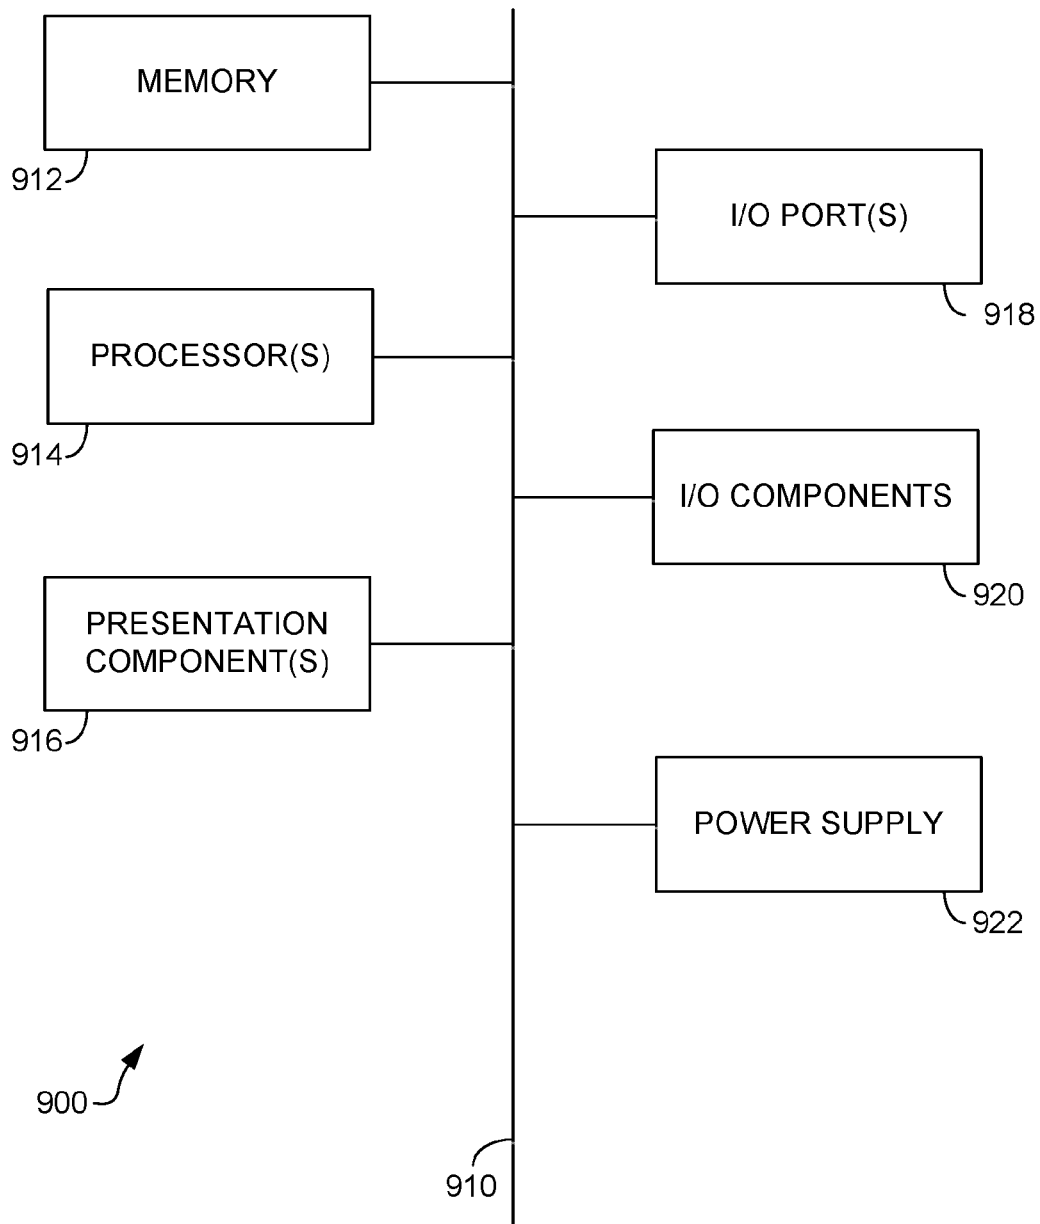 MEMORY
912
I/O PORT(S)
918
PROCESSOR(S)
914
I/O COMPONENTS
920
PRESENTATION
COMPONENT(S)
916
POWER SUPPLY
922
900
910